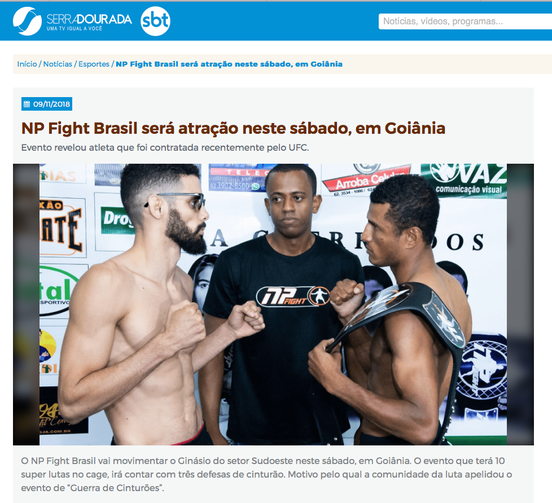 SERRADOURADA
UMA TV IGUAL A VOCÊ
sbt
Notícias, vídeos, programas...
Início / Notícias / Esportes / NP Fight Brasil será atração neste sábado, em Goiânia
09/11/2018
NP Fight Brasil será atração neste sábado, em Goiânia
Evento revelou atleta que foi contratada recentemente pelo UFC.
Arroba
VAZ
comunicação visual
Drog
NP FIGHT
O NP Fight Brasil vai movimentar o Ginásio do setor Sudoeste neste sábado, em Goiânia. O evento que terá 10
super lutas no cage, irá contar com três defesas de cinturão. Motivo pelo qual a comunidade da luta apelidou o
evento de “Guerra de Cinturões”.